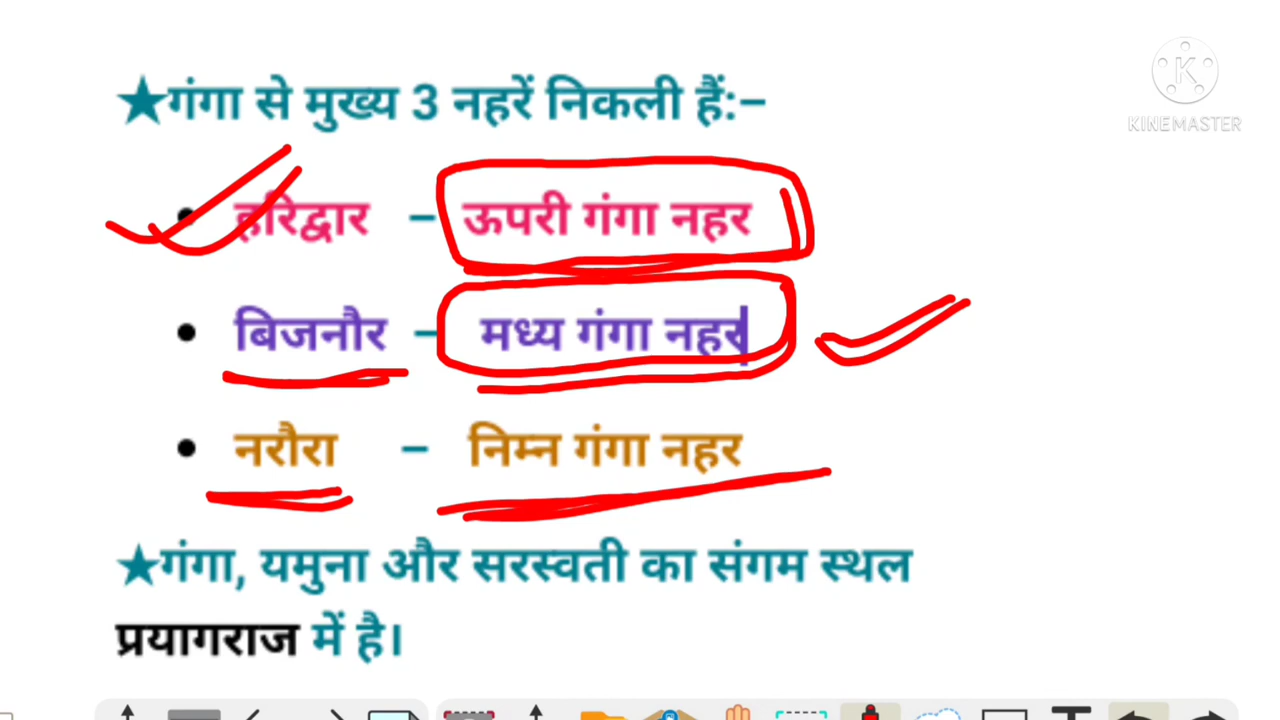 ★गंगा से मुख्य 3 नहरें निकली हैं:–
K
KINEMASTER
• हरिद्वार – ऊपरी गंगा नहर
• बिजनौर – मध्य गंगा नहर
• नरौरा – निम्न गंगा नहर
★गंगा, यमुना और सरस्वती का संगम स्थल
प्रयागराज में है।